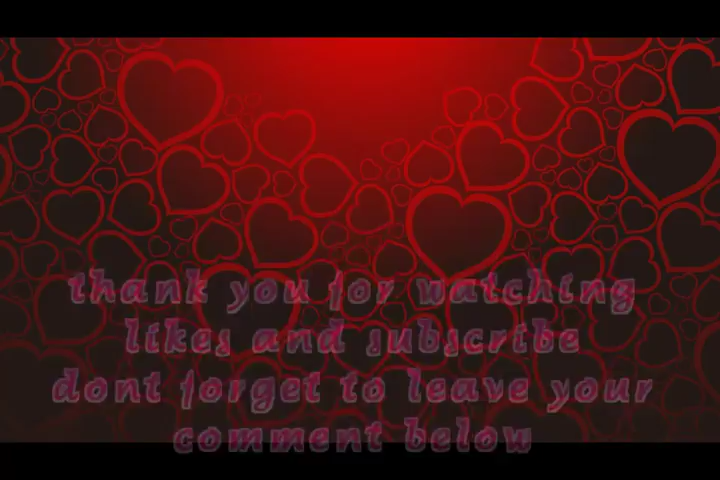 thank you for watching
likes and subscribe
dont forget to leave your
comment below